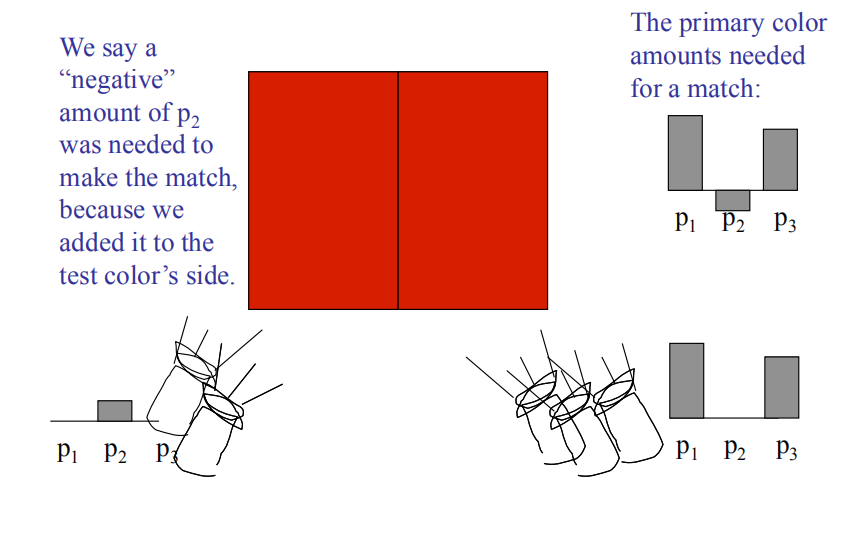 We say a
“negative”
amount of p₂
was needed to
make the match,
because we
added it to the
test color’s side.
The primary color
amounts needed
for a match:
p₁ p₂ p₃
p₁ p₂ p₃
p₁ p₂ p₃